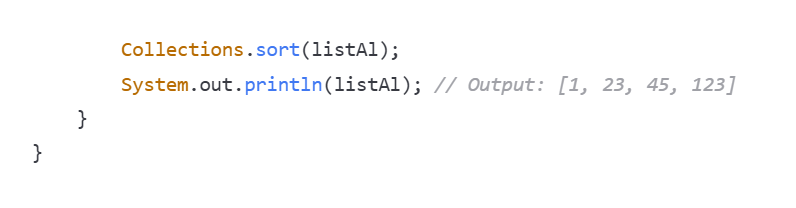 Collections.sort(listAl);
System.out.println(listAl); // Output: [1, 23, 45, 123]
}
}